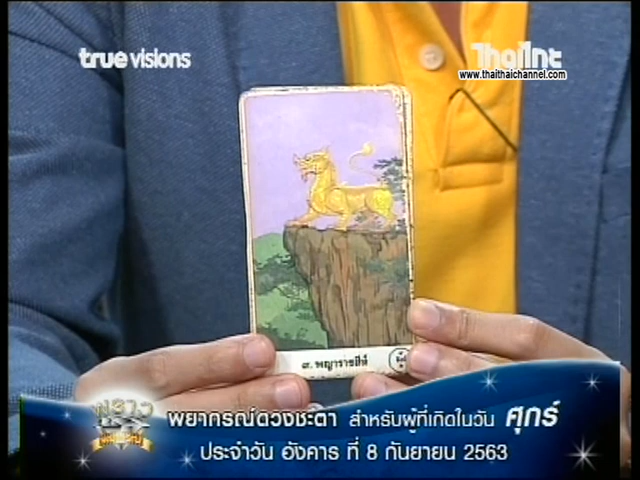 true visions
ThaiInt
www.thaithaichannel.com
๓. พญาราชสีห์
พยากรณ์ดวงชะตา สำหรับผู้ที่เกิดในวัน ศุกร์
ประจำวัน อังคาร ที่ 8 กันยายน 2563